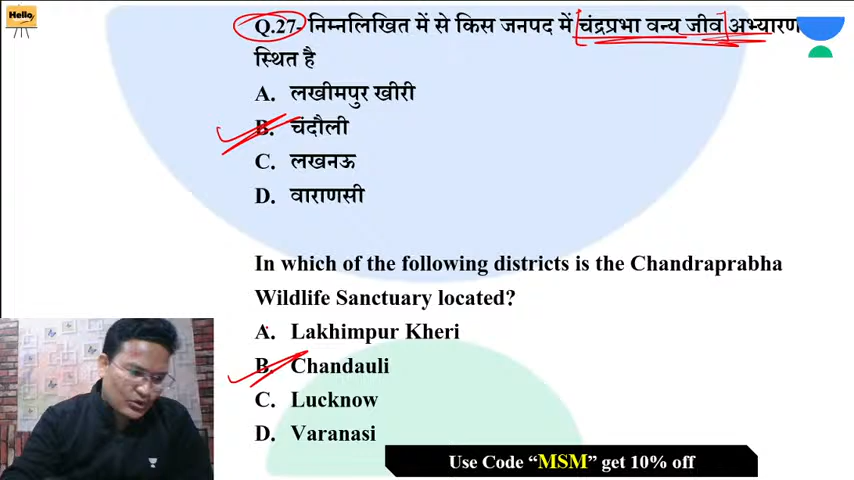 Hello
Q.27- निम्नलिखित में से किस जनपद में चंद्रप्रभा वन्य जीव अभ्यारण
स्थित है
A. लखीमपुर खीरी
B. चंदौली
C. लखनऊ
D. वाराणसी
In which of the following districts is the Chandraprabha
Wildlife Sanctuary located?
A. Lakhimpur Kheri
B. Chandauli
C. Lucknow
D. Varanasi
Use Code “MSM” get 10% off